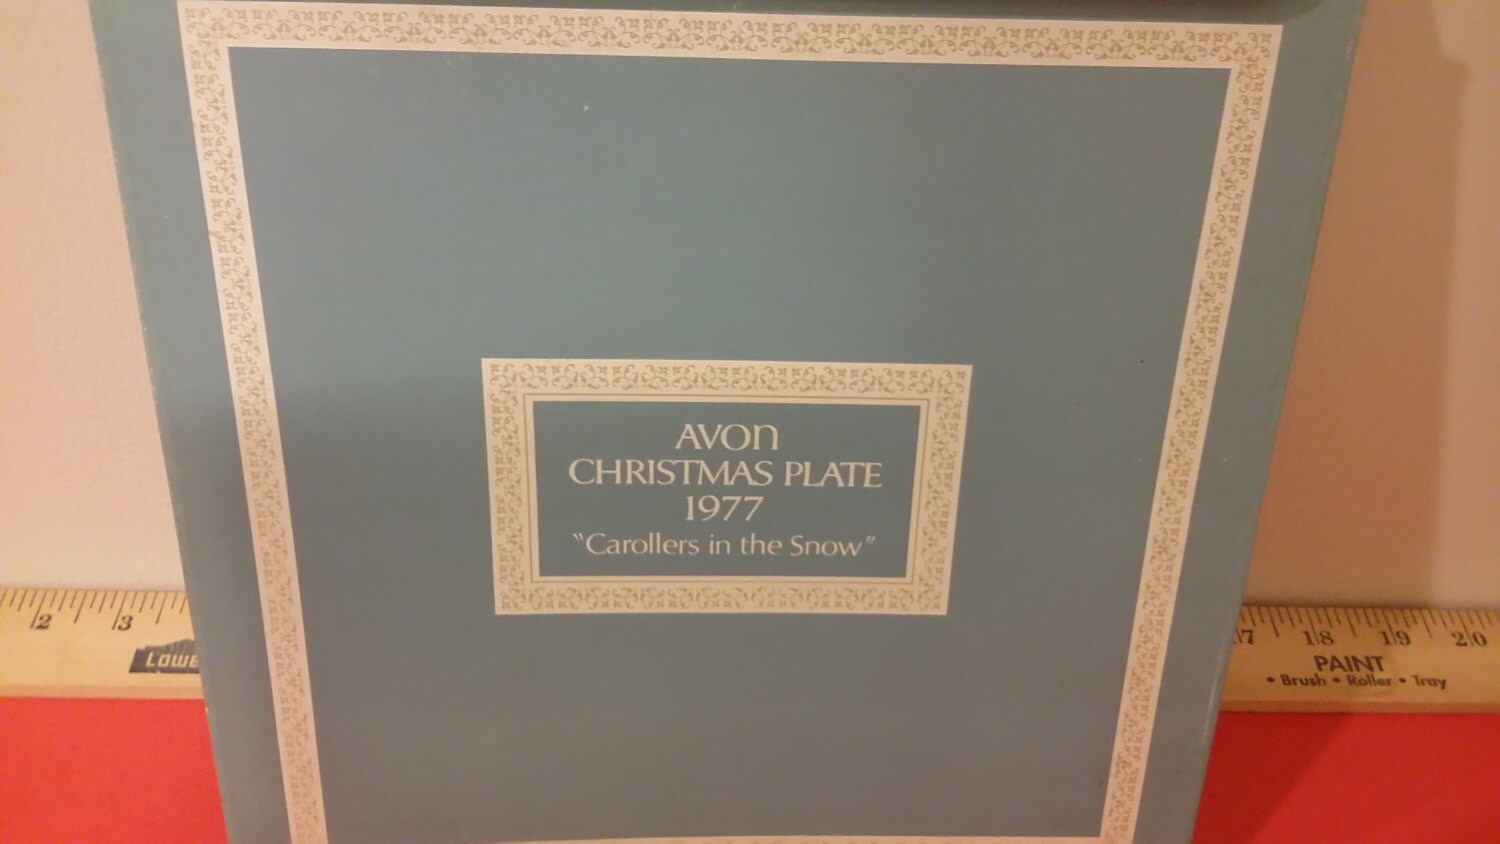 AVON
CHRISTMAS PLATE
1977
"Carollers in the Snow"
2 3
LOWE
17 18 19 20
PAINT
• Brush • Roller • Tray